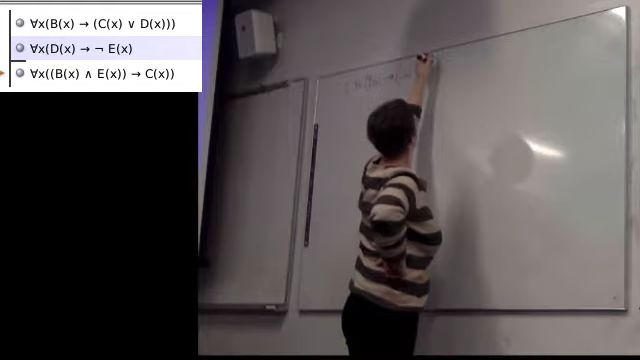 ∀x(B(x) → (C(x) ∨ D(x)))
∀x(D(x) → ¬ E(x)
∀x((B(x) ∧ E(x)) → C(x))